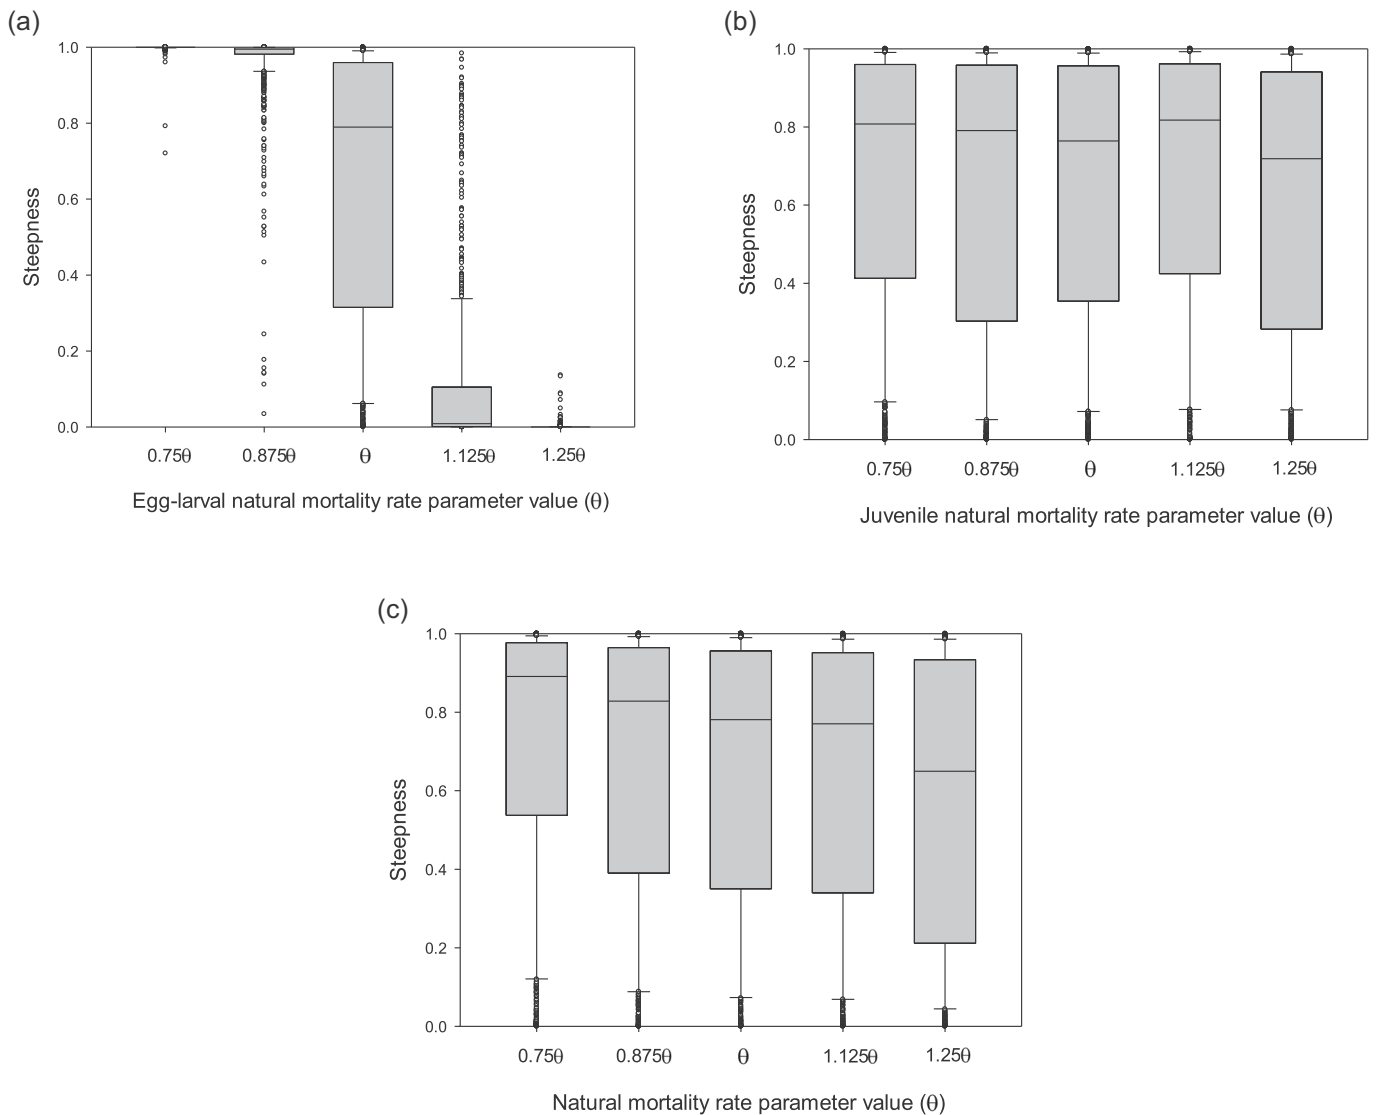 (a)
1.0
0.8
0.6
0.4
0.2
0.0
Steepness
0.75θ 0.875θ θ 1.125θ 1.25θ
Egg-larval natural mortality rate parameter value (θ)
(b)
1.0
0.8
0.6
0.4
0.2
0.0
Steepness
0.75θ 0.875θ θ 1.125θ 1.25θ
Juvenile natural mortality rate parameter value (θ)
(c)
1.0
0.8
0.6
0.4
0.2
0.0
Steepness
0.75θ 0.875θ θ 1.125θ 1.25θ
Natural mortality rate parameter value (θ)